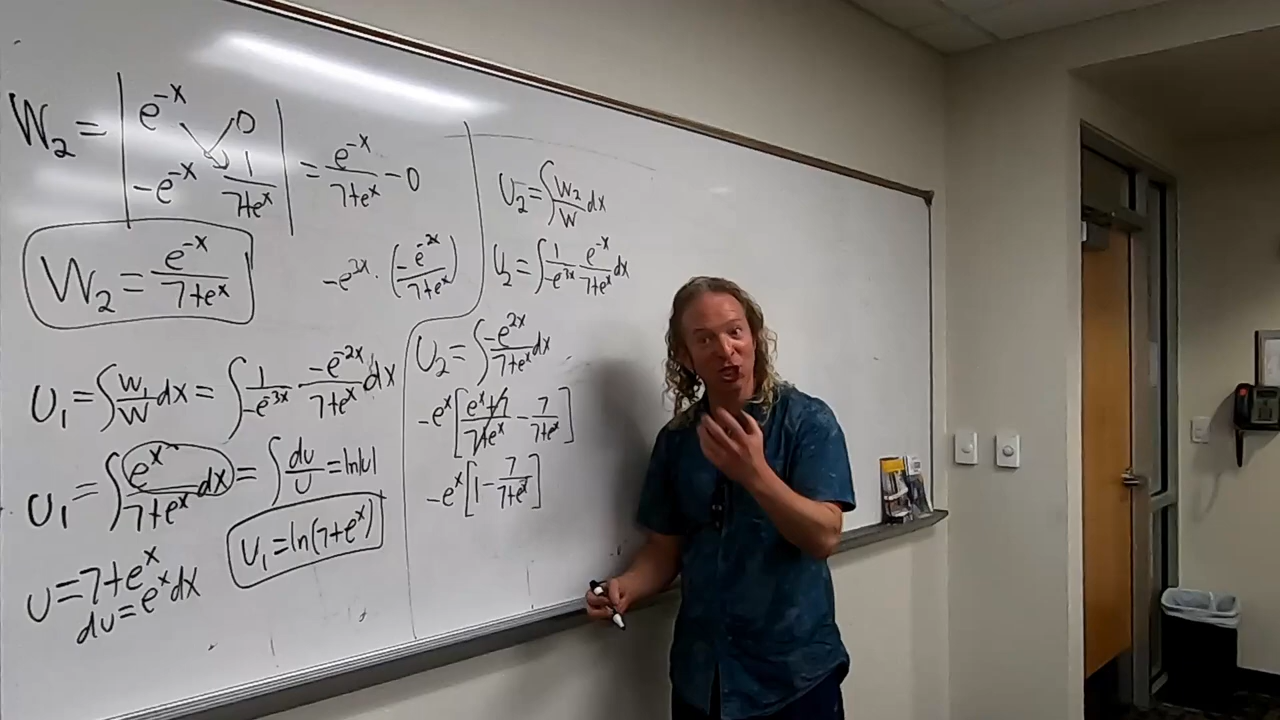 W₂ = | e^{-x} 0 ; -e^{-x} 1/(7+e^x) | = e^{-x}/(7+e^x) - 0
W₂ = e^{-x}/(7+e^x)
-e^{3x} · (-e^{-2x}/(7+e^x))
U₁ = ∫ W₁/W dx = ∫ 1/(-e^{-3x}) · -e^{-2x}/(7+e^x) dx
U₁ = ∫ e^x/(7+e^x) dx = ∫ du/u = ln|u|
U₁ = ln(7+e^x)
u = 7+e^x
du = e^x dx
U₂ = ∫ W₂/W dx
U₂ = ∫ 1/(-e^{-3x}) e^{-x}/(7+e^x) dx
U₂ = ∫ -e^{2x}/(7+e^x) dx
-e^x [ (e^x+7)/(7+e^x) - 7/(7+e^x) ]
-e^x [ 1 - 7/(7+e^x) ]